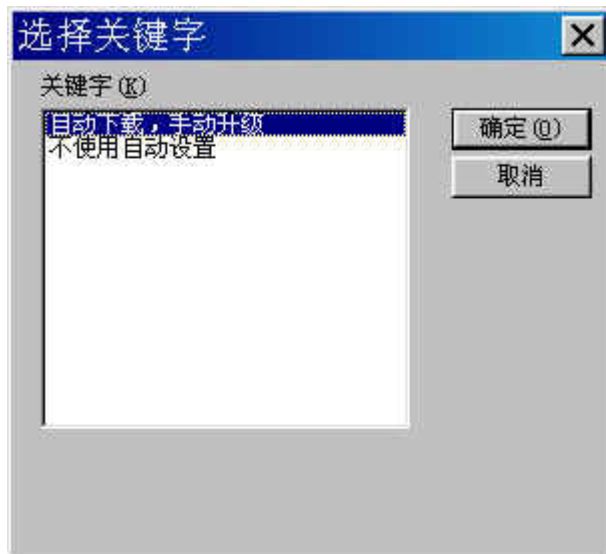 选择关键字
关键字(K)
自动下载，手动升级
不使用自动设置
确定(O)
取消